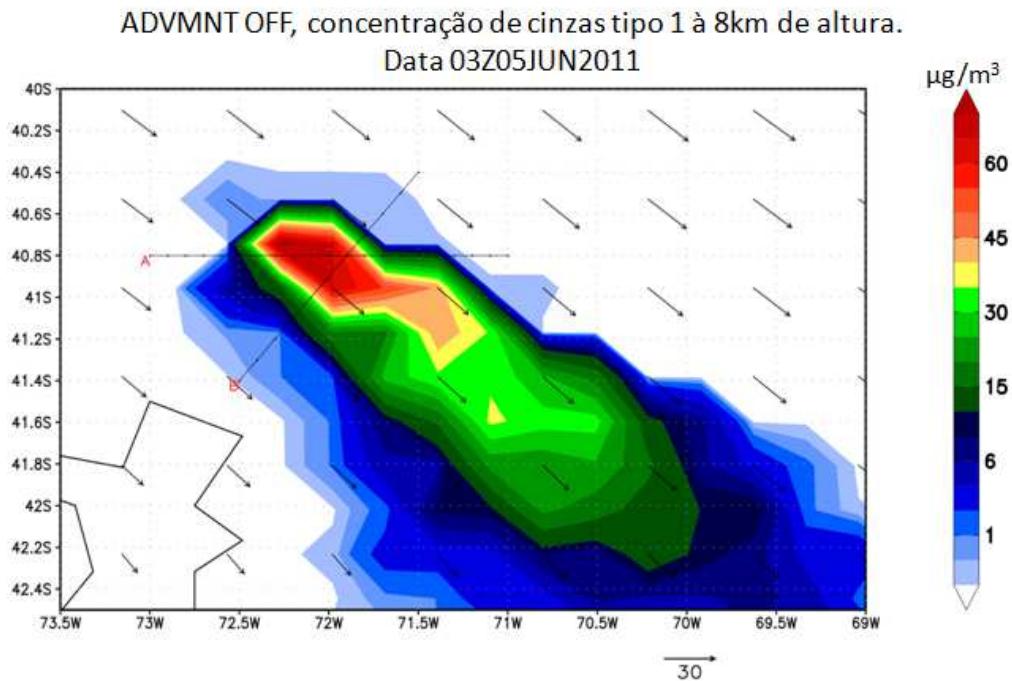 ADVMNT OFF, concentração de cinzas tipo 1 à 8km de altura.
Data 03Z05JUN2011
µg/m³
40S
40.2S
40.4S
40.6S
40.8S
41S
41.2S
41.4S
41.6S
41.8S
42S
42.2S
42.4S
A
B
73.5W 73W 72.5W 72W 71.5W 71W 70.5W 70W 69.5W 69W
60
45
30
15
6
1
30